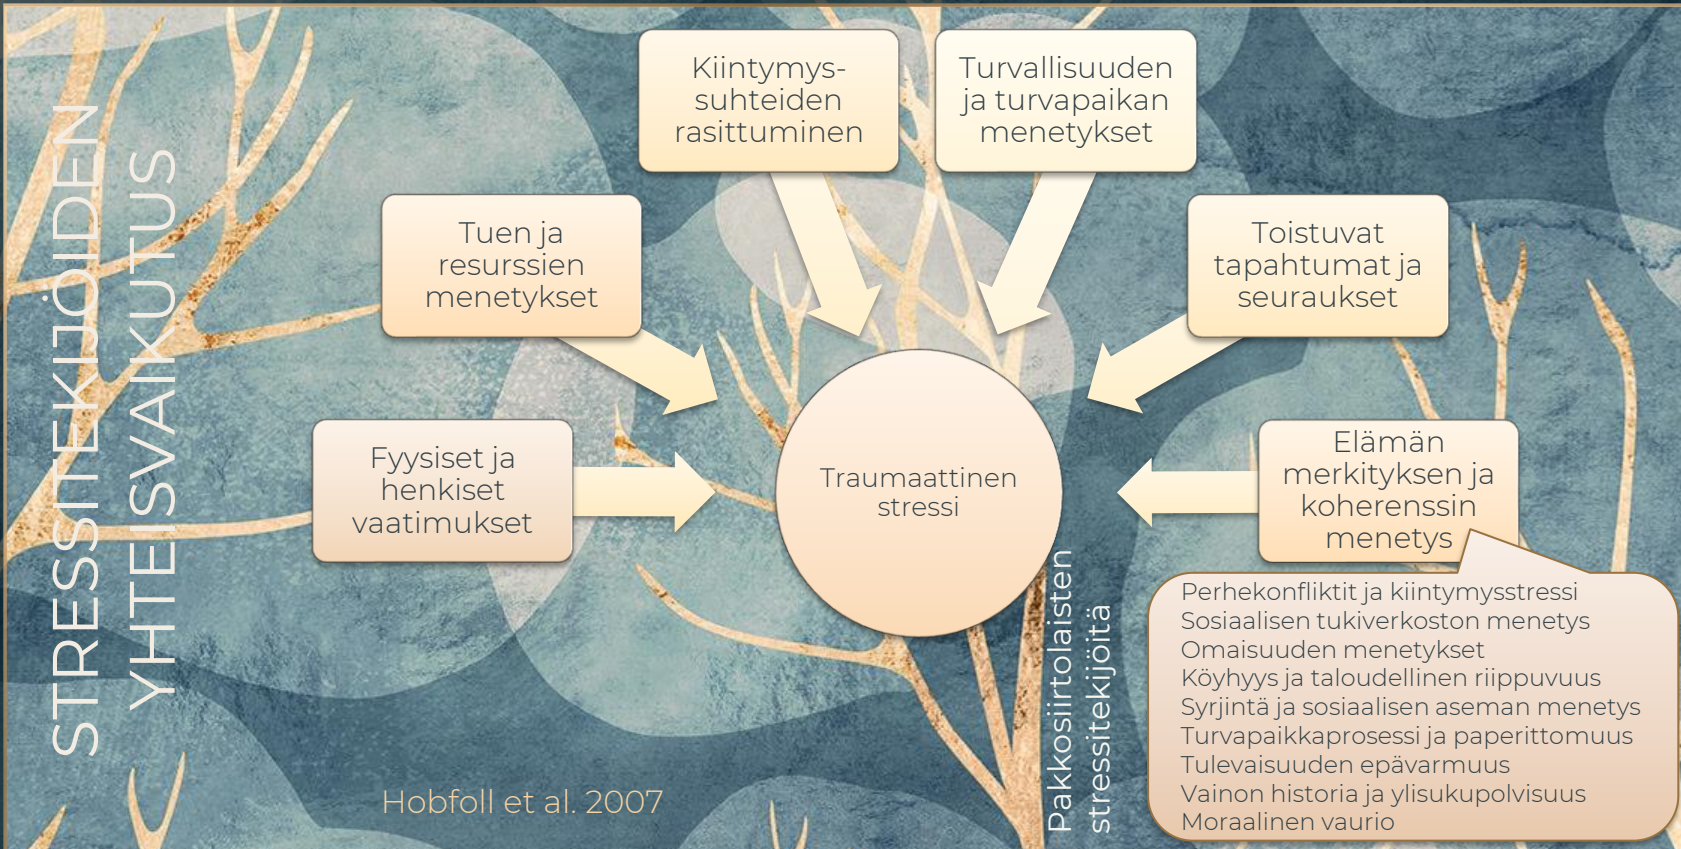 STRESSITEKIJÖIDEN
YHTEISVAIKUTUS
Fyysiset ja
henkiset
vaatimukset
Tuen ja
resurssien
menetykset
Kiintymys-
suhteiden
rasittuminen
Turvallisuuden
ja turvapaikan
menetykset
Toistuvat
tapahtumat ja
seuraukset
Elämän
merkityksen ja
koherenssin
menetys
Traumaattinen
stressi
Pakkosiirtolaisten
stressitekijöitä
Perhekonfliktit ja kiintymysstressi
Sosiaalisen tukiverkoston menetys
Omaisuuden menetykset
Köyhyys ja taloudellinen riippuvuus
Syrjintä ja sosiaalisen aseman menetys
Turvapaikkaprosessi ja paperittomuus
Tulevaisuuden epävarmuus
Vainon historia ja ylisukupolvisuus
Moraalinen vaurio
Hobfoll et al. 2007